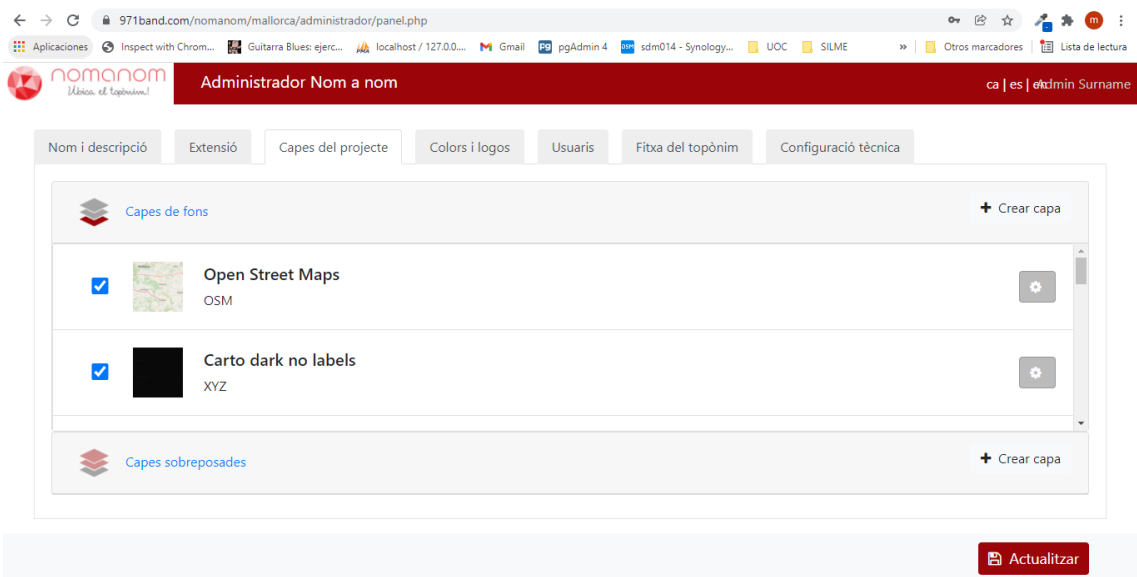 971band.com/nomanom/mallorca/administrador/panel.php
Aplicaciones Inspect with Chrom... Guitarra Blues: ejerc... localhost / 127.0.0.... Gmail pgAdmin 4 sdm014 - Synology... UOC SILME » Otros marcadores Lista de lectura
nomanom
Ubica el topònim!
Administrador Nom a nom
ca | es | en
Admin Surname
Nom i descripció Extensió Capes del projecte Colors i logos Usuaris Fitxa del topònim Configuració tècnica
Capes de fons
+ Crear capa
Open Street Maps
OSM
Carto dark no labels
XYZ
Capes sobreposades
+ Crear capa
Actualitzar